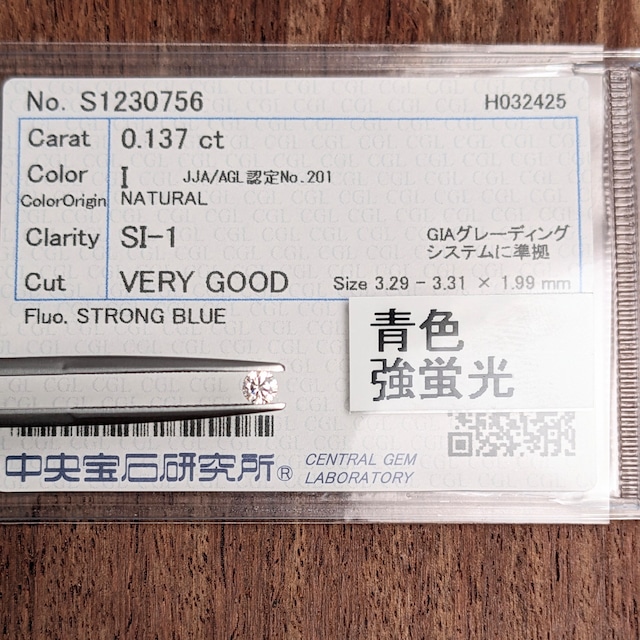 No. S1230756 H032425
Carat 0.137 ct
Color I JJA/AGL認定No.201
ColorOrigin NATURAL
Clarity SI-1 GIAグレーディング
システムに準拠
Cut VERY GOOD Size 3.29 - 3.31 × 1.99 mm
Fluo. STRONG BLUE
青色
強蛍光
中央宝石研究所® CENTRAL GEM
LABORATORY